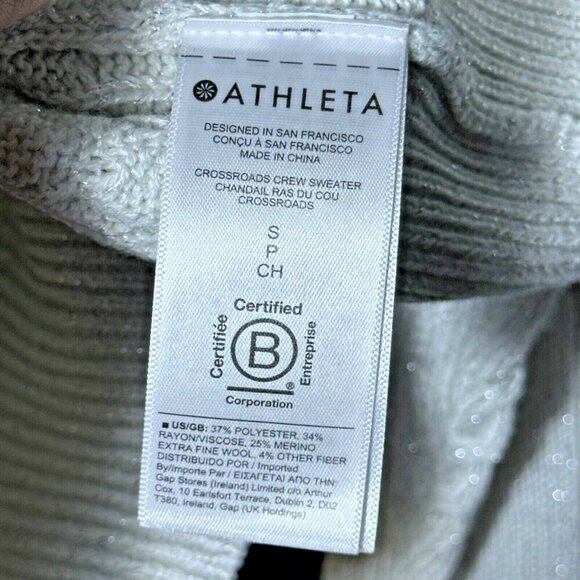 ATHLETA
DESIGNED IN SAN FRANCISCO
CONÇU À SAN FRANCISCO
MADE IN CHINA
CROSSROADS CREW SWEATER
CHANDAIL RAS DU COU
CROSSROADS
S
P
CH
Certified
Certifiée
B
Entreprise
®
Corporation
■ US/GB: 37% POLYESTER, 34%
RAYON/VISCOSE, 25% MERINO
EXTRA FINE WOOL, 4% OTHER FIBER
DISTRIBUIDO POR / Imported
By/Importe Par / ΕΙΣΑΓΕΤΑΙ ΑΠΟ ΤΗΝ:
Gap Stores (Ireland) Limited c/o Arthur
Cox, 10 Earlsfort Terrace, Dublin 2, D02
T380, Ireland, Gap (UK Holdings)